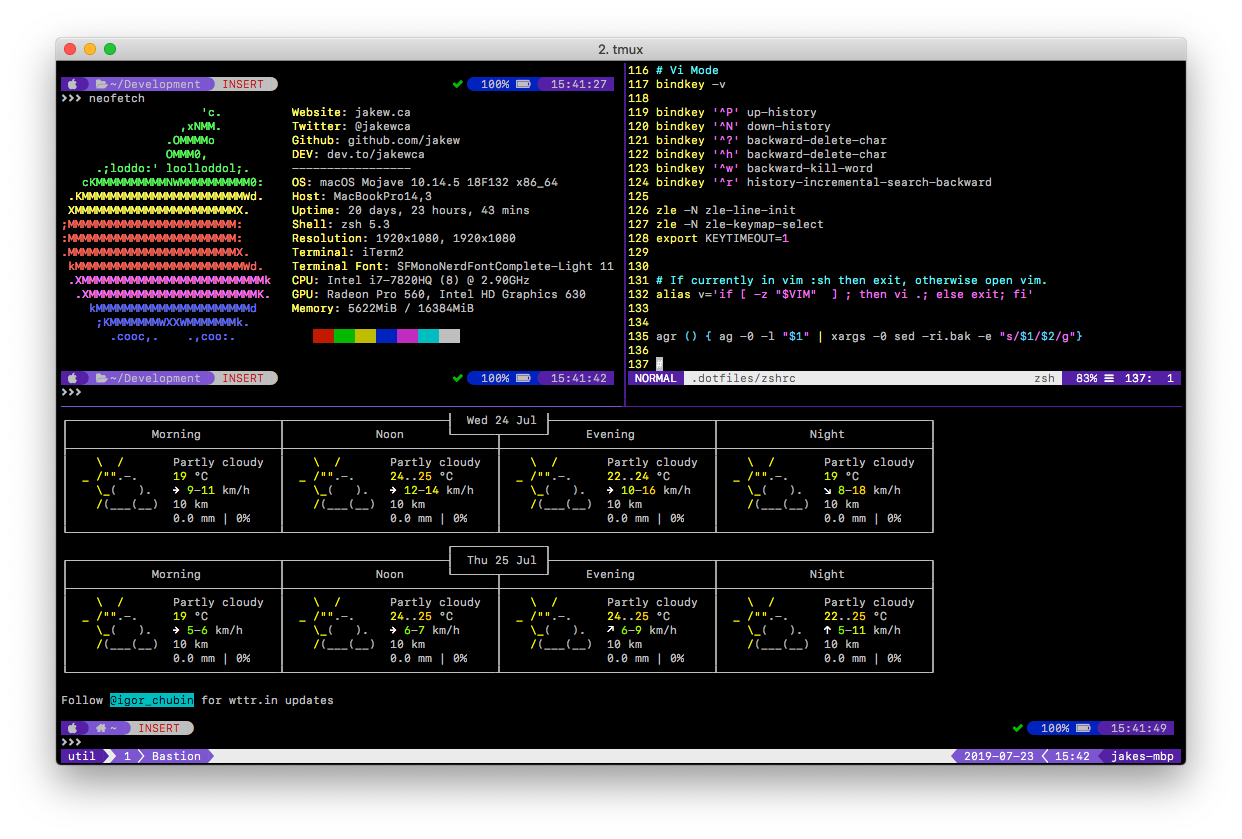 2. tmux
~/Development INSERT 100% 15:41:27
❯❯❯ neofetch
'c.
,xNMM.
.OMMMMo
OMMM0,
.;loddo:' loolloddol;.
cKMMMMMMMMMMNWMMMMMMMMMM0:
.KMMMMMMMMMMMMMMMMMMMMMMMWd.
XMMMMMMMMMMMMMMMMMMMMMMMX.
;MMMMMMMMMMMMMMMMMMMMMMMM:
:MMMMMMMMMMMMMMMMMMMMMMMM:
.MMMMMMMMMMMMMMMMMMMMMMMMX.
kMMMMMMMMMMMMMMMMMMMMMMMMWd.
.XMMMMMMMMMMMMMMMMMMMMMMMMMMk
.XMMMMMMMMMMMMMMMMMMMMMMMMK.
kMMMMMMMMMMMMMMMMMMMMMMd
;KMMMMMMMWXXWMMMMMMMk.
.cooc,. .,coo:.
Website: jakew.ca
Twitter: @jakewca
Github: github.com/jakew
DEV: dev.to/jakewca
-----------------
OS: macOS Mojave 10.14.5 18F132 x86_64
Host: MacBookPro14,3
Uptime: 20 days, 23 hours, 43 mins
Shell: zsh 5.3
Resolution: 1920x1080, 1920x1080
Terminal: iTerm2
Terminal Font: SFMonoNerdFontComplete-Light 11
CPU: Intel i7-7820HQ (8) @ 2.90GHz
GPU: Radeon Pro 560, Intel HD Graphics 630
Memory: 5622MiB / 16384MiB
~/Development INSERT 100% 15:41:42
❯❯❯
116 # Vi Mode
117 bindkey -v
118
119 bindkey '^P' up-history
120 bindkey '^N' down-history
121 bindkey '^?' backward-delete-char
122 bindkey '^h' backward-delete-char
123 bindkey '^w' backward-kill-word
124 bindkey '^r' history-incremental-search-backward
125
126 zle -N zle-line-init
127 zle -N zle-keymap-select
128 export KEYTIMEOUT=1
129
130
131 # If currently in vim :sh then exit, otherwise open vim.
132 alias v='if [ -z "$VIM"  ] ; then vi .; else exit; fi'
133
134
135 agr () { ag -0 -l "$1" | xargs -0 sed -ri.bak -e "s/$1/$2/g"}
136
137 #
NORMAL .dotfiles/zshrc zsh 83% ☰ 137: 1
Wed 24 Jul
Morning Noon Evening Night
\ / Partly cloudy \ / Partly cloudy \ / Partly cloudy \ / Partly cloudy
_ /"".-. 19 °C _ /"".-. 24..25 °C _ /"".-. 22..24 °C _ /"".-. 19 °C
\_( ). → 9-11 km/h \_( ). → 12-14 km/h \_( ). → 10-16 km/h \_( ). ↘ 8-18 km/h
/(___(__) 10 km /(___(__) 10 km /(___(__) 10 km /(___(__) 10 km
0.0 mm | 0% 0.0 mm | 0% 0.0 mm | 0% 0.0 mm | 0%
Thu 25 Jul
Morning Noon Evening Night
\ / Partly cloudy \ / Partly cloudy \ / Partly cloudy \ / Partly cloudy
_ /"".-. 19 °C _ /"".-. 24..25 °C _ /"".-. 24..25 °C _ /"".-. 22..25 °C
\_( ). → 5-6 km/h \_( ). → 6-7 km/h \_( ). ↗ 6-9 km/h \_( ). ↑ 5-11 km/h
/(___(__) 10 km /(___(__) 10 km /(___(__) 10 km /(___(__) 10 km
0.0 mm | 0% 0.0 mm | 0% 0.0 mm | 0% 0.0 mm | 0%
Follow @igor_chubin for wttr.in updates
~ INSERT 100% 15:41:49
❯❯❯
util 1 Bastion 2019-07-23 15:42 jakes-mbp